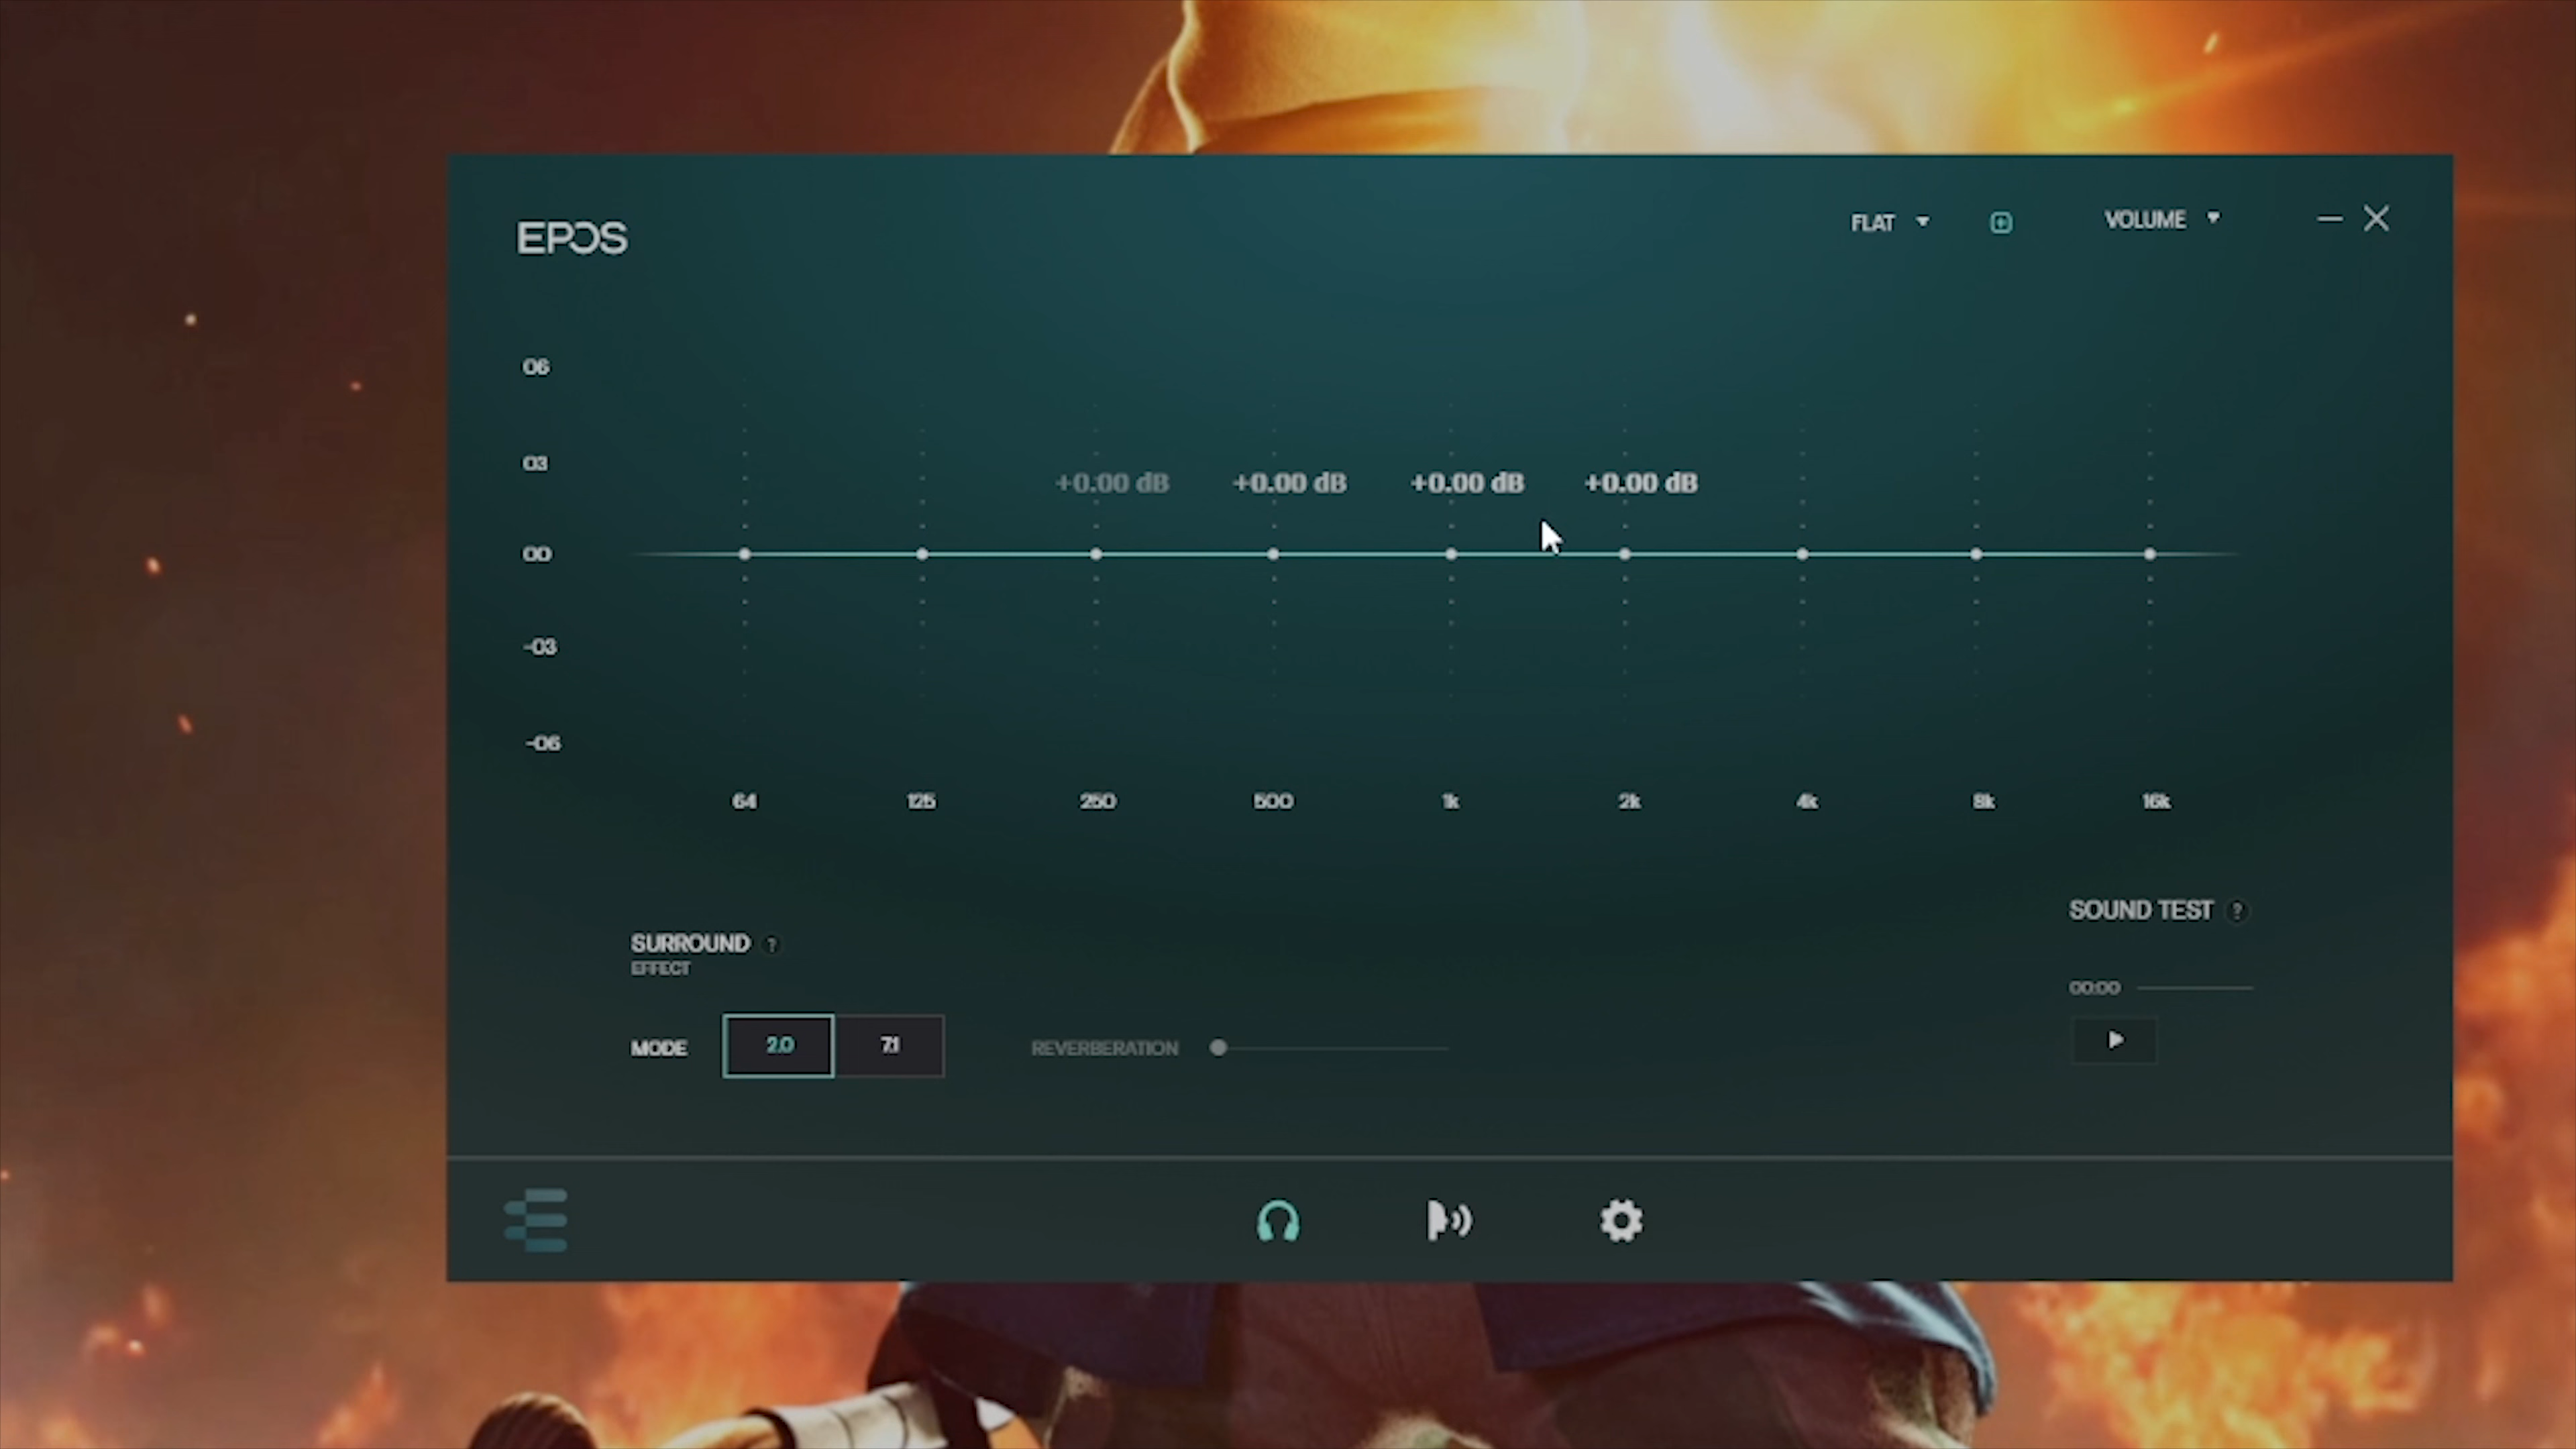 EPOS
FLAT
VOLUME
06
03
+0.00 dB +0.00 dB +0.00 dB +0.00 dB
00
-03
-06
64 125 250 500 1k 2k 4k 8k 16k
SOUND TEST ?
SURROUND ?
EFFECT
00:00
MODE 2.0 7.1 REVERBERATION